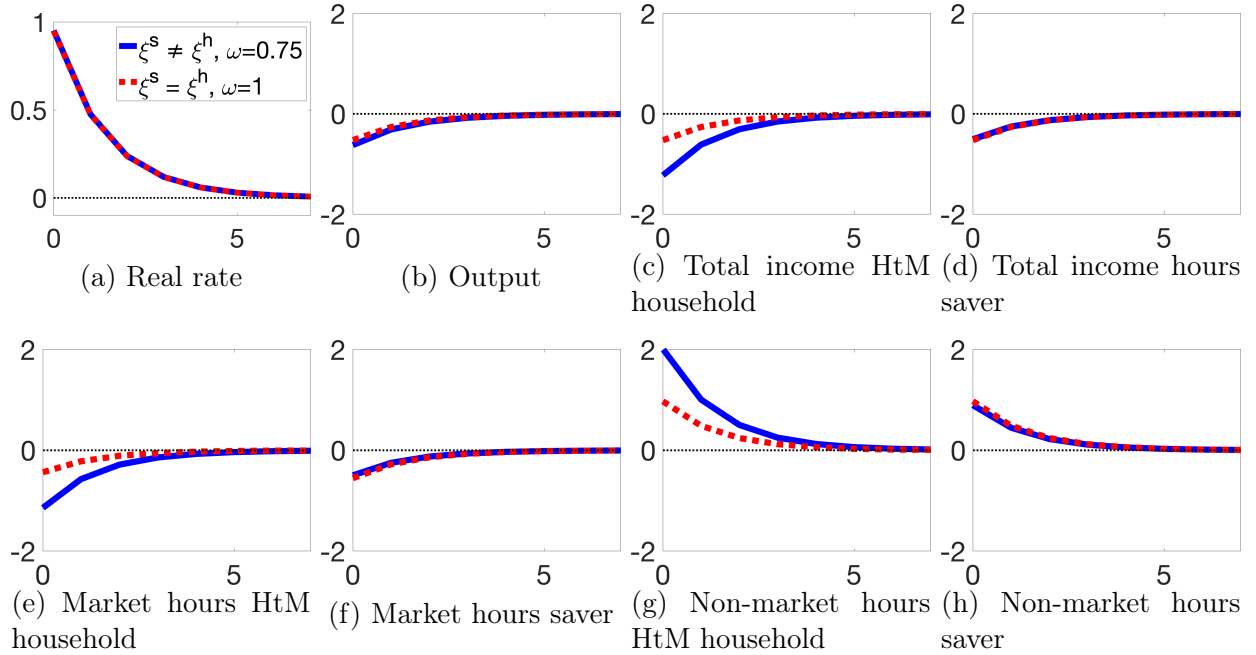 1
0.5
0
0 5
ξˢ ≠ ξʰ, ω=0.75
ξˢ = ξʰ, ω=1
(a) Real rate
2
0
-2
0 5
(b) Output
2
0
-2
0 5
(c) Total income HtM
household
2
0
-2
0 5
(d) Total income hours
saver
2
0
-2
0 5
(e) Market hours HtM
household
2
0
-2
0 5
(f) Market hours saver
2
0
-2
0 5
(g) Non-market hours
HtM household
2
0
-2
0 5
(h) Non-market hours
saver